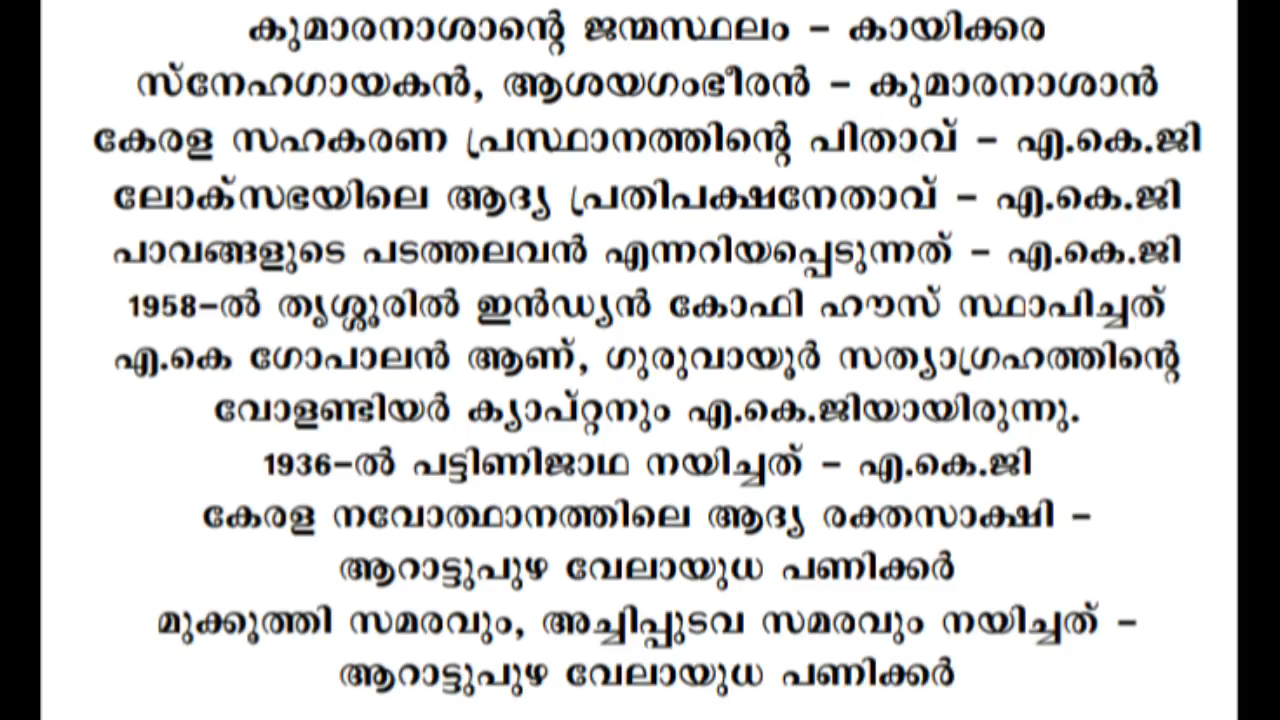 കുമാരനാശാന്റെ ജന്മസ്ഥലം - കായിക്കര
സ്നേഹഗായകൻ, ആശയഗംഭീരൻ - കുമാരനാശാൻ
കേരള സഹകരണ പ്രസ്ഥാനത്തിന്റെ പിതാവ് - എ.കെ.ജി
ലോക്സഭയിലെ ആദ്യ പ്രതിപക്ഷനേതാവ് - എ.കെ.ജി
പാവങ്ങളുടെ പടത്തലവൻ എന്നറിയപ്പെടുന്നത് - എ.കെ.ജി
1958-ൽ തൃശ്ശൂരിൽ ഇൻഡ്യൻ കോഫി ഹൗസ് സ്ഥാപിച്ചത്
എ.കെ ഗോപാലൻ ആണ്, ഗുരുവായൂർ സത്യാഗ്രഹത്തിന്റെ
വോളണ്ടിയർ ക്യാപ്റ്റനും എ.കെ.ജിയായിരുന്നു.
1936-ൽ പട്ടിണിജാഥ നയിച്ചത് - എ.കെ.ജി
കേരള നവോത്ഥാനത്തിലെ ആദ്യ രക്തസാക്ഷി -
ആറാട്ടുപുഴ വേലായുധ പണിക്കർ
മുക്കൂത്തി സമരവും, അച്ചിപ്പുടവ സമരവും നയിച്ചത് -
ആറാട്ടുപുഴ വേലായുധ പണിക്കർ